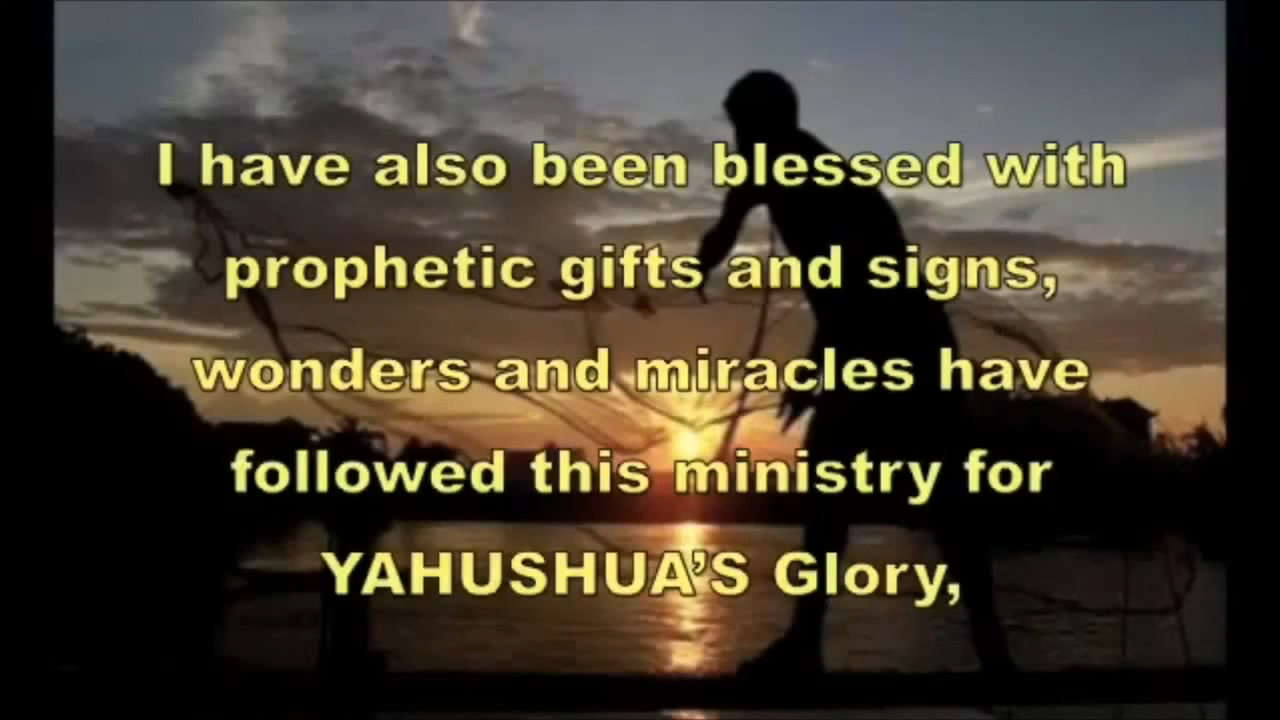 I have also been blessed with
prophetic gifts and signs,
wonders and miracles have
followed this ministry for
YAHUSHUA’S Glory,